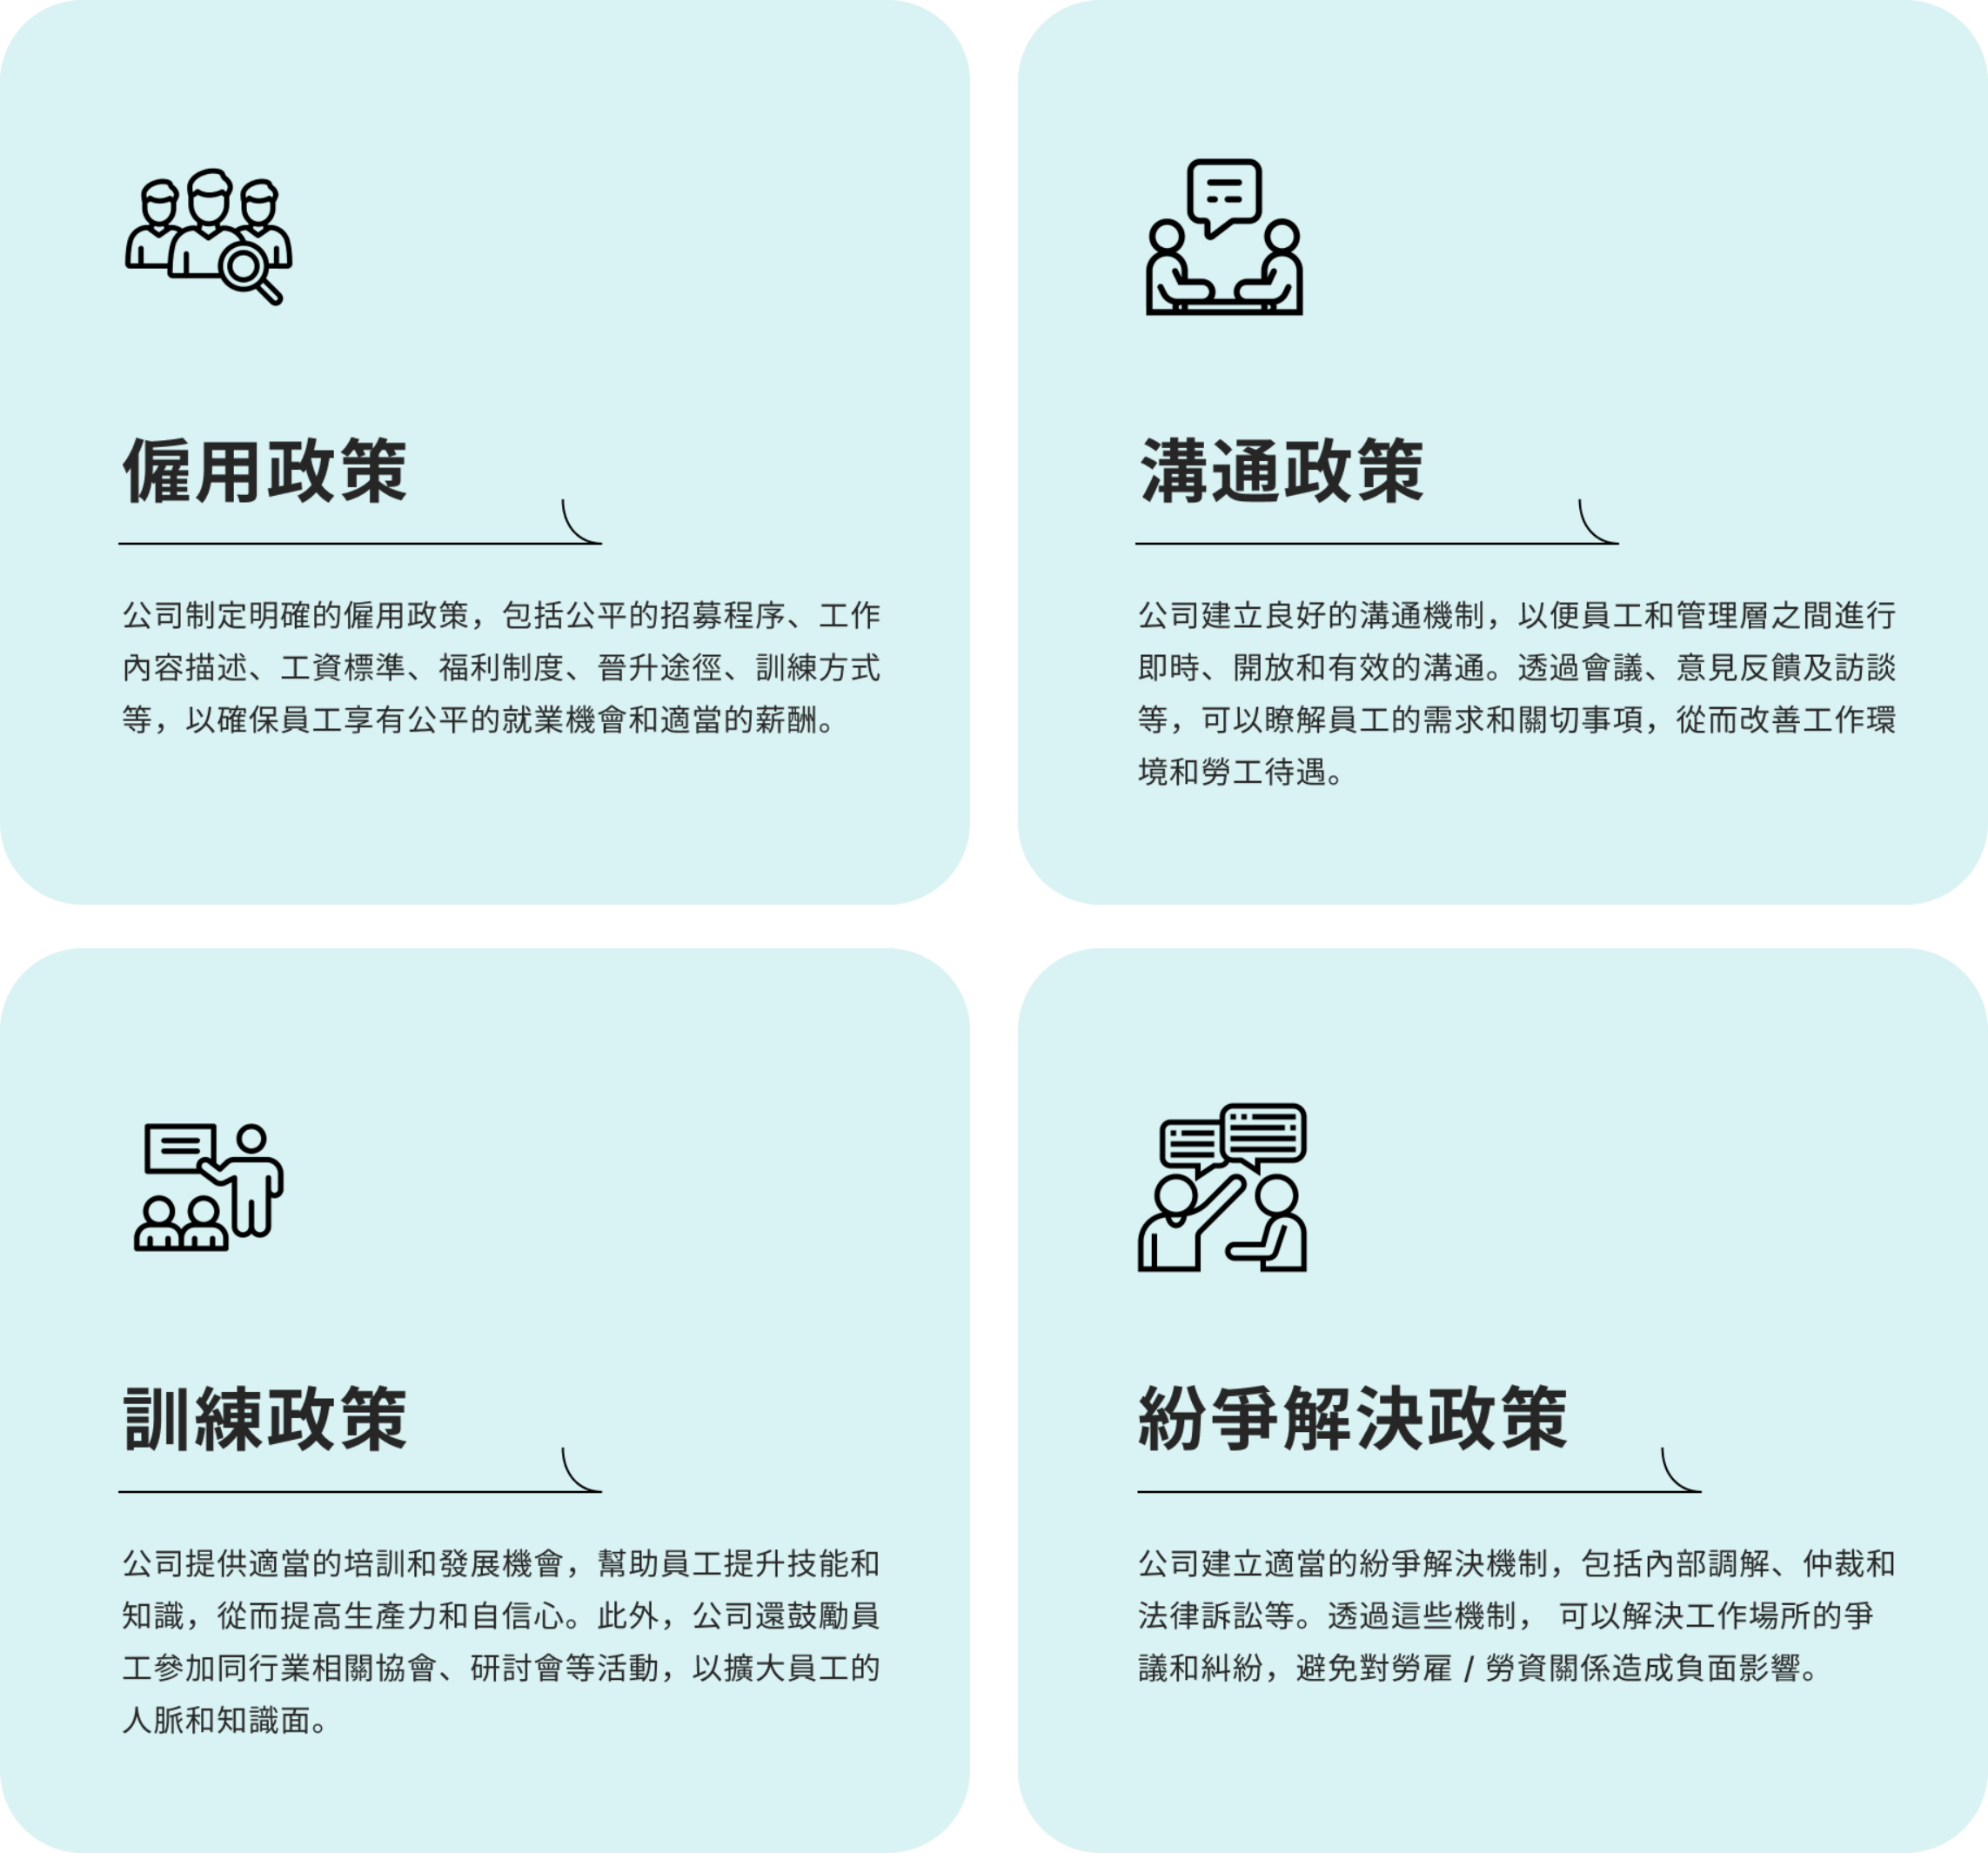 僱用政策
公司制定明確的僱用政策，包括公平的招募程序、工作
內容描述、工資標準、福利制度、晉升途徑、訓練方式
等，以確保員工享有公平的就業機會和適當的薪酬。
溝通政策
公司建立良好的溝通機制，以便員工和管理層之間進行
即時、開放和有效的溝通。透過會議、意見反饋及訪談
等，可以瞭解員工的需求和關切事項，從而改善工作環
境和勞工待遇。
訓練政策
公司提供適當的培訓和發展機會，幫助員工提升技能和
知識，從而提高生產力和自信心。此外，公司還鼓勵員
工參加同行業相關協會、研討會等活動，以擴大員工的
人脈和知識面。
紛爭解決政策
公司建立適當的紛爭解決機制，包括內部調解、仲裁和
法律訴訟等。透過這些機制， 可以解決工作場所的爭
議和糾紛，避免對勞雇 / 勞資關係造成負面影響。